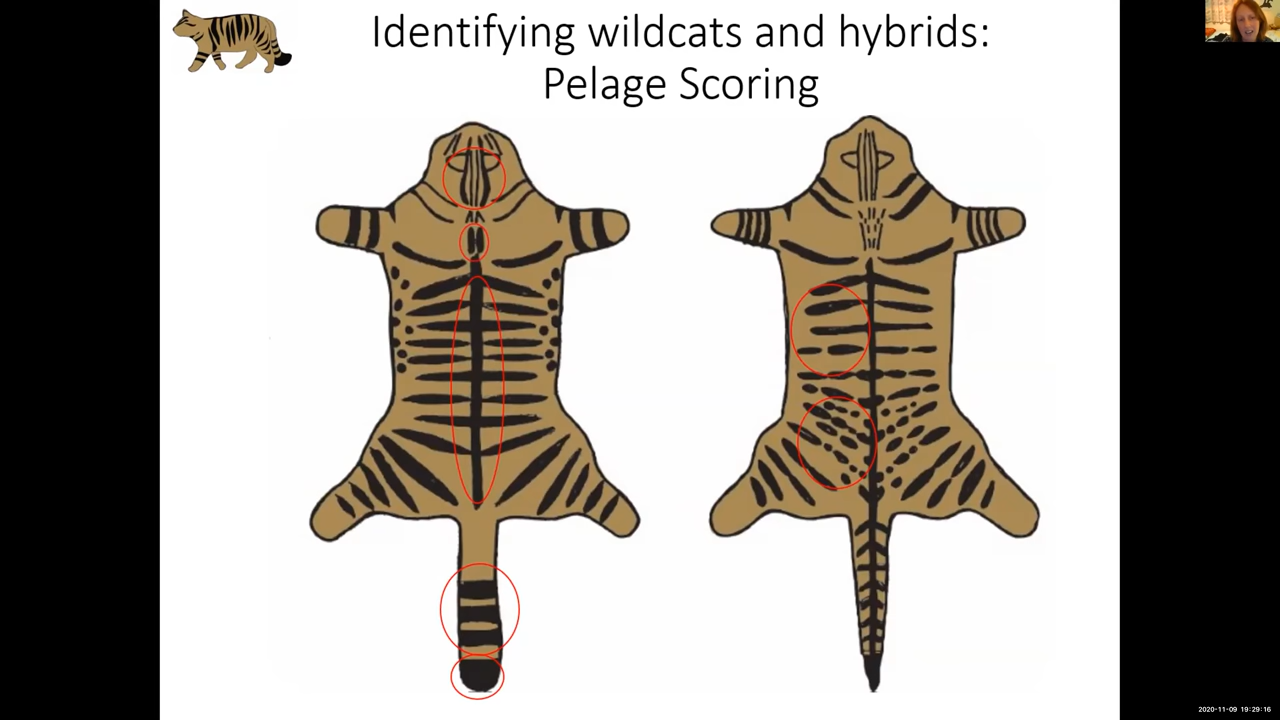 Identifying wildcats and hybrids:
Pelage Scoring
2020-11-09 19:29:16